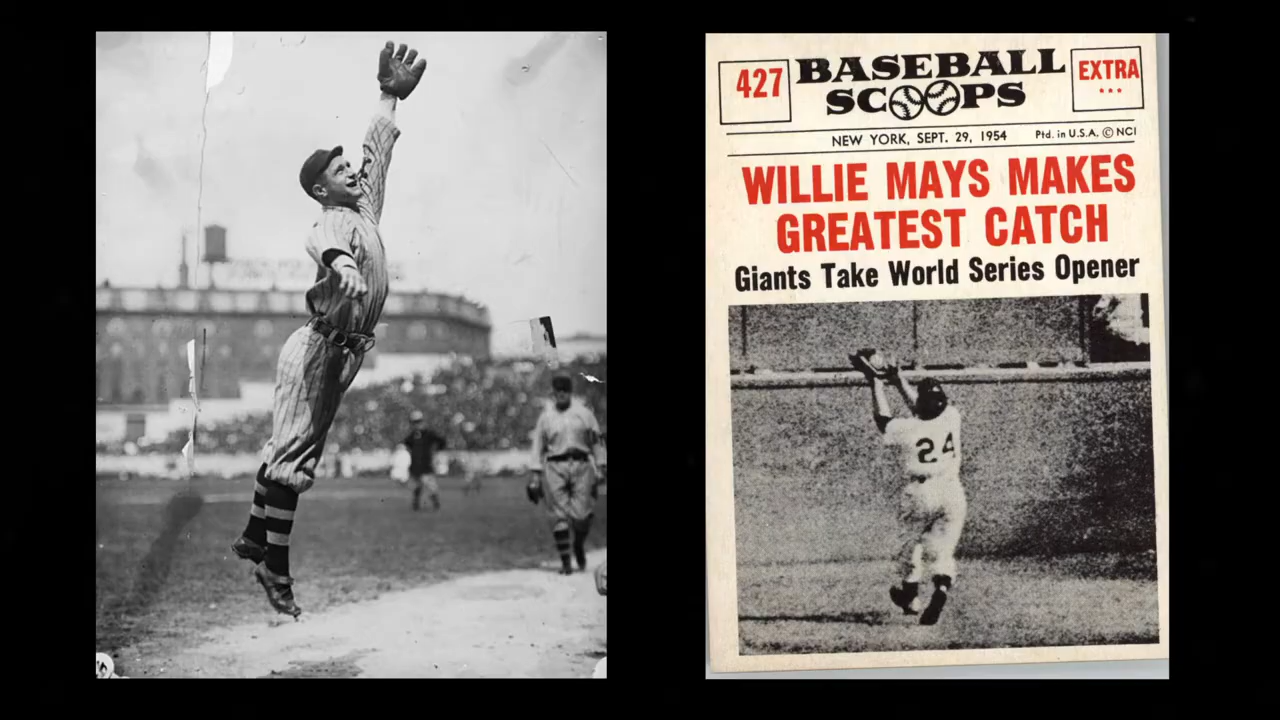 427
BASEBALL
SCOOPS
EXTRA
NEW YORK, SEPT. 29, 1954
Ptd. in U.S.A. © NCI
WILLIE MAYS MAKES
GREATEST CATCH
Giants Take World Series Opener
24